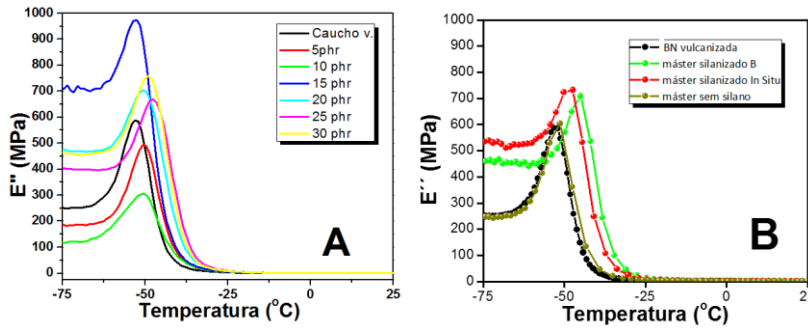 1000
900
800
700
600
500
400
300
200
100
0
E" (MPa)
-75
-50
-25
0
25
Temperatura (°C)
Caucho v.
5phr
10 phr
15 phr
20 phr
25 phr
30 phr
A
1000
900
800
700
600
500
400
300
200
100
0
E´´ (MPa)
-75
-50
-25
0
2
Temperatura (°C)
BN vulcanizada
máster silanizado B
máster silanizado In Situ
máster sem silano
B